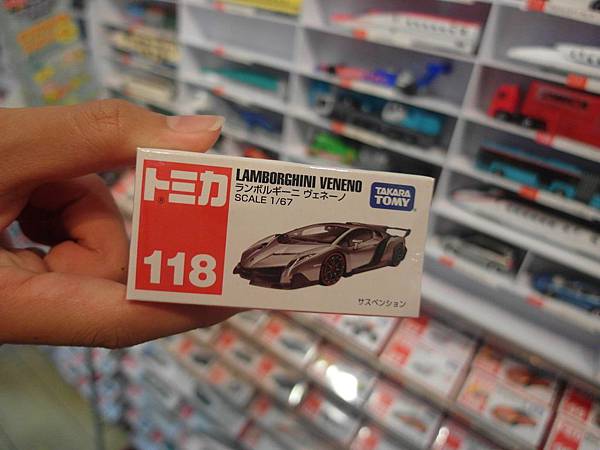 トミカ®
118
LAMBORGHINI VENENO
ランボルギーニ ヴェネーノ
SCALE 1/67
TAKARA
TOMY
サスペンション